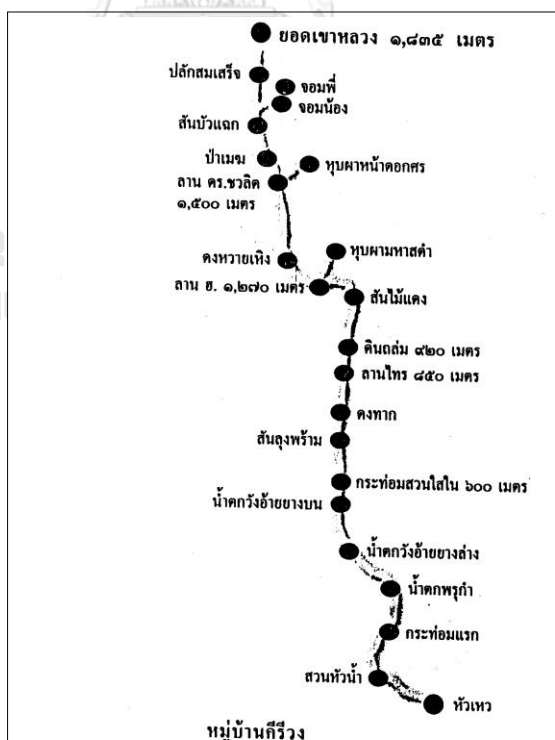 ยอดเขาหลวง ๑,๘๓๕ เมตร
ปลักสมเสร็จ
จอมพี่
จอมน้อง
สันบัวแฉก
ป่าเมฆ
หุบผาหน้าดอกศร
ลาน ดร.ชวลิต
๑,๕๐๐ เมตร
หุบผามหาสดำ
ดงหวายเหิง
ลาน ฮ. ๑,๒๗๐ เมตร
สันไม้แดง
ดินถล่ม ๙๒๐ เมตร
ลานไทร ๘๕๐ เมตร
ดงทาก
สันลุงพร้าม
กระท่อมสวนใสใน ๖๐๐ เมตร
น้ำตกวังอ้ายยางบน
น้ำตกวังอ้ายยางล่าง
น้ำตกพรุกำ
กระท่อมแรก
สวนหัวน้ำ
หัวเหว
หมู่บ้านคีรีวง